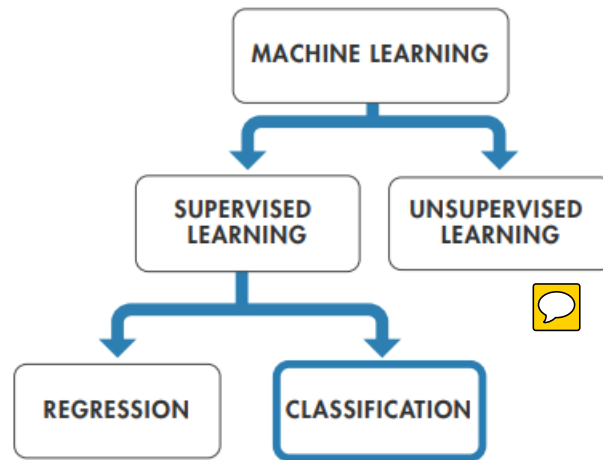 MACHINE LEARNING
SUPERVISED
LEARNING
UNSUPERVISED
LEARNING
REGRESSION
CLASSIFICATION